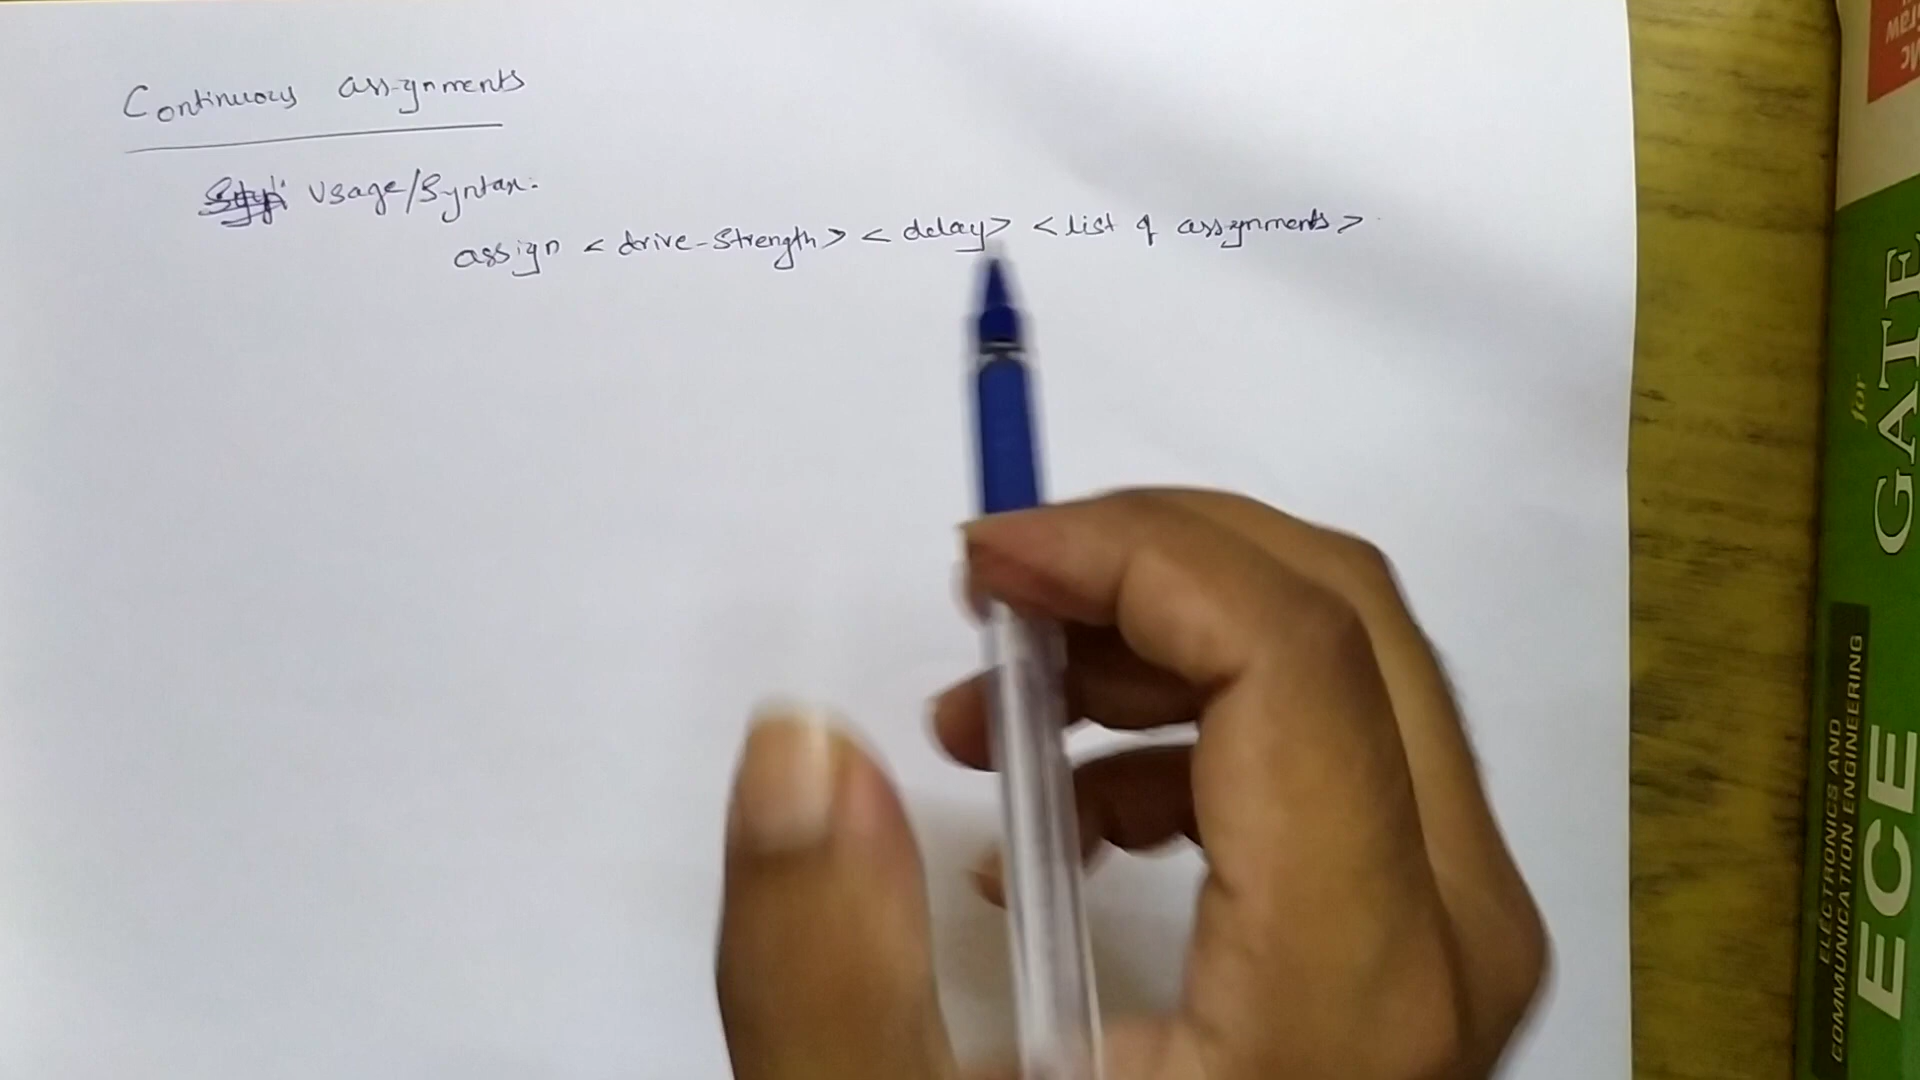 Continuous assignments
Usage/Syntax:
assign < drive-strength > < delay > < list of assignments >
for
GATE
ELECTRONICS AND
COMMUNICATION ENGINEERING
ECE